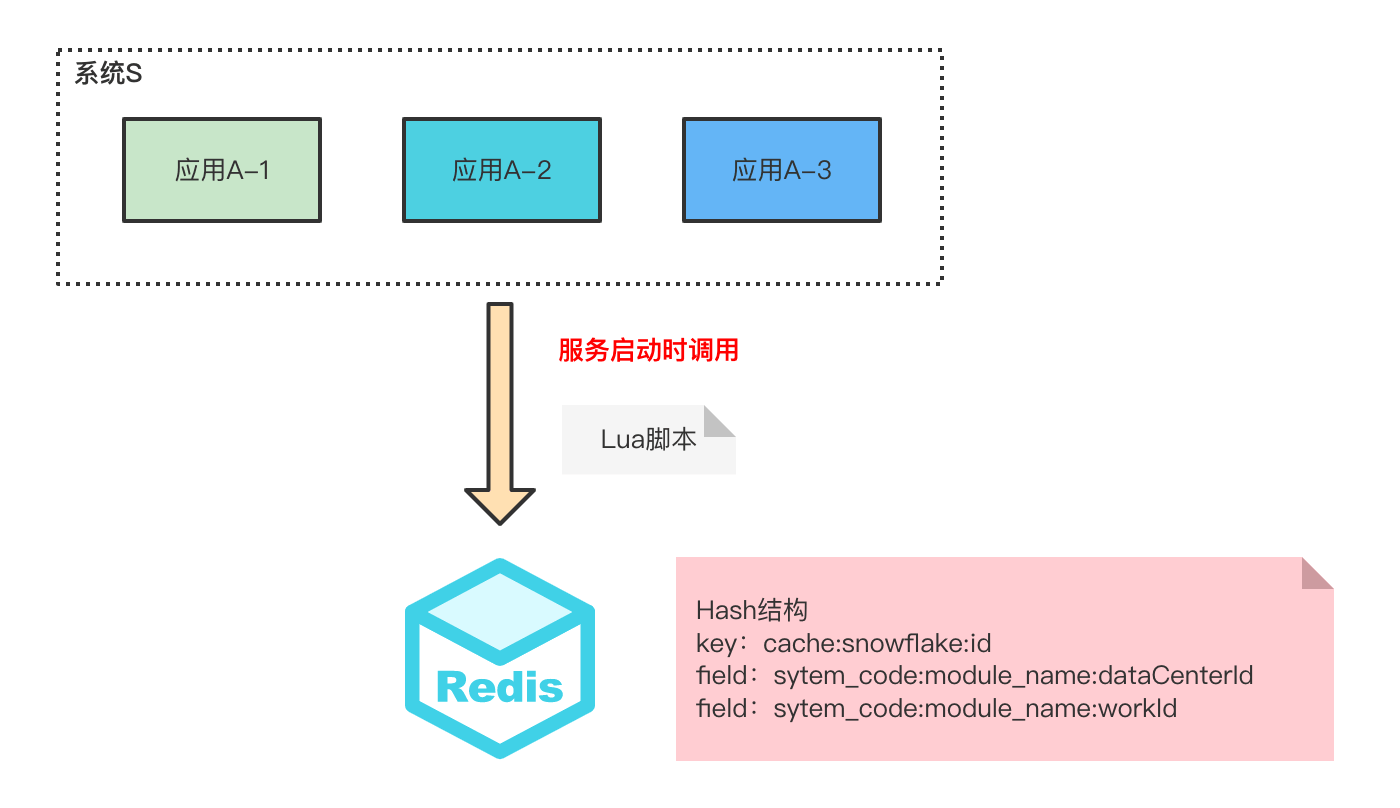 系统S
应用A-1
应用A-2
应用A-3
服务启动时调用
Lua脚本
Redis
Hash结构
key：cache:snowflake:id
field：sytem_code:module_name:dataCenterId
field：sytem_code:module_name:workId